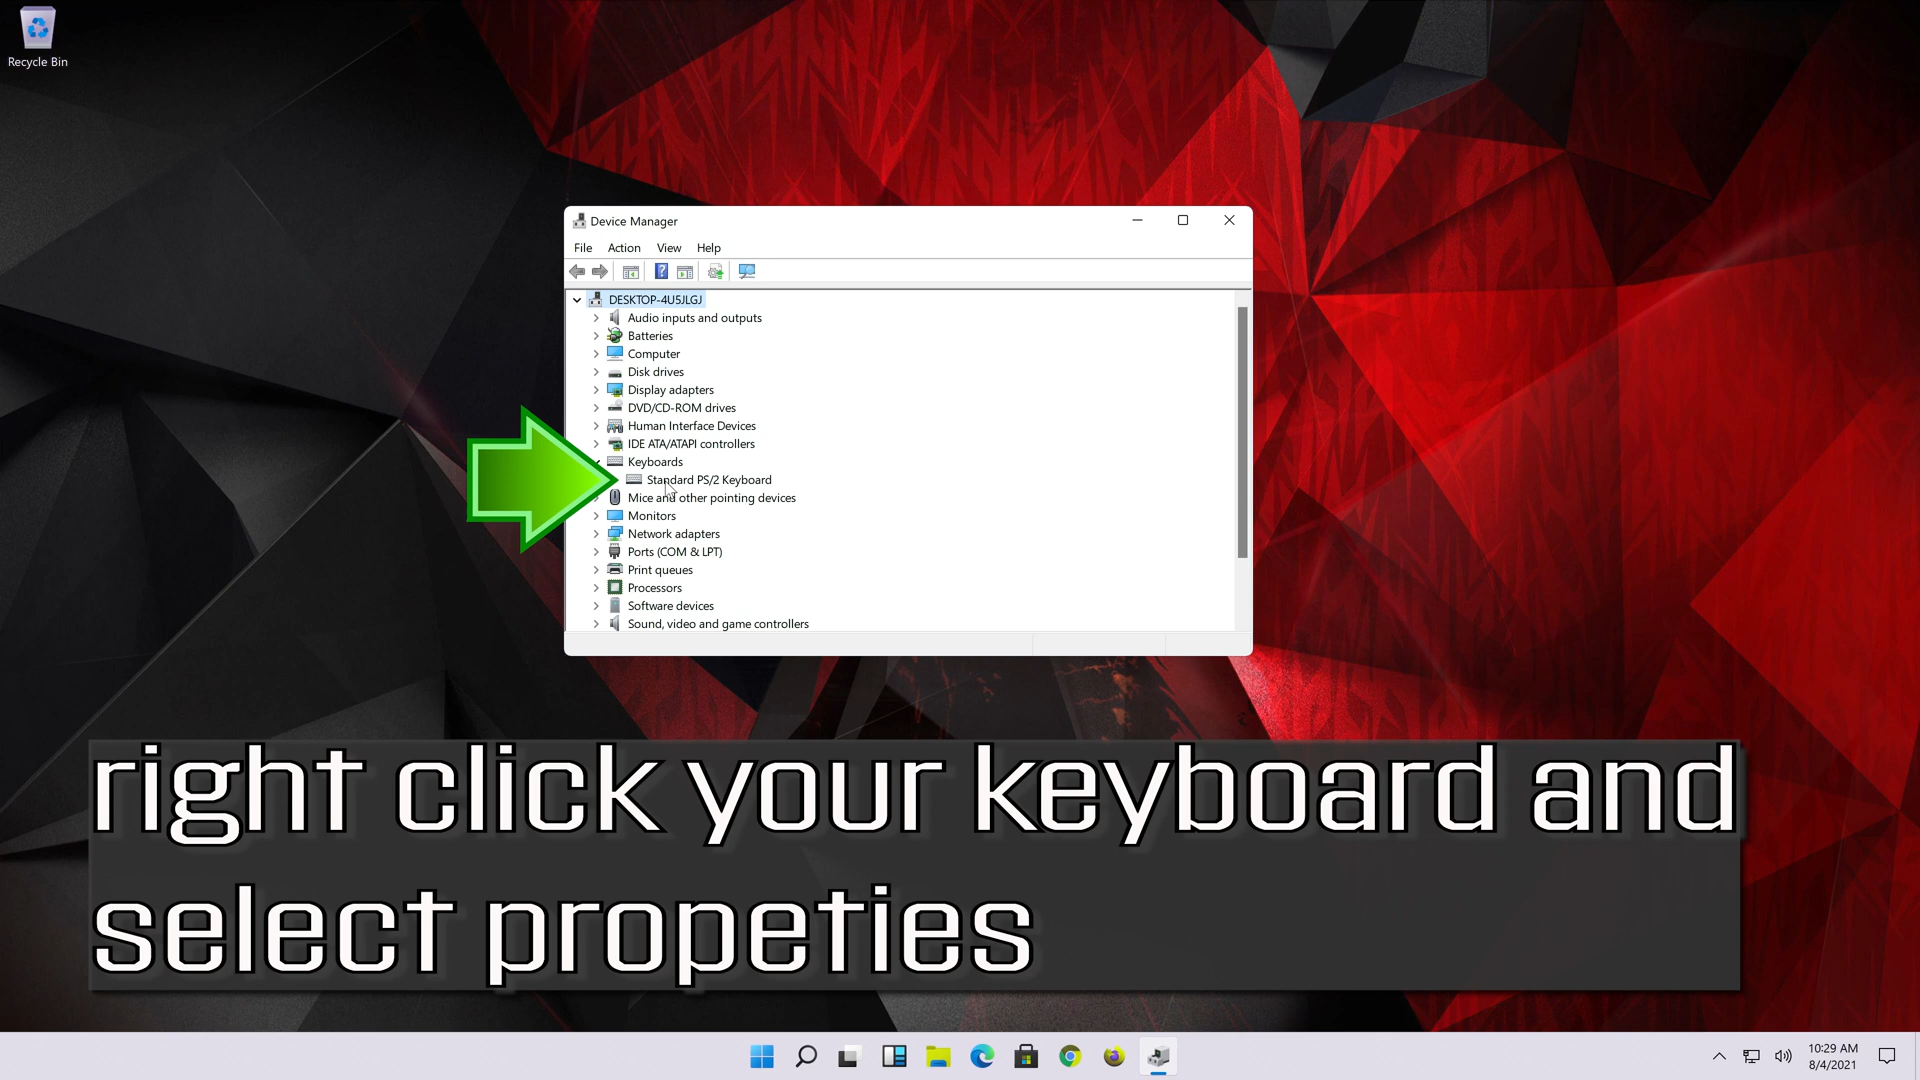 Recycle Bin
Device Manager
File Action View Help
DESKTOP-4U5JLGJ
Audio inputs and outputs
Batteries
Computer
Disk drives
Display adapters
DVD/CD-ROM drives
Human Interface Devices
IDE ATA/ATAPI controllers
Keyboards
Standard PS/2 Keyboard
Mice and other pointing devices
Monitors
Network adapters
Ports (COM & LPT)
Print queues
Processors
Software devices
Sound, video and game controllers
right click your keyboard and
select propeties
10:29 AM
8/4/2021